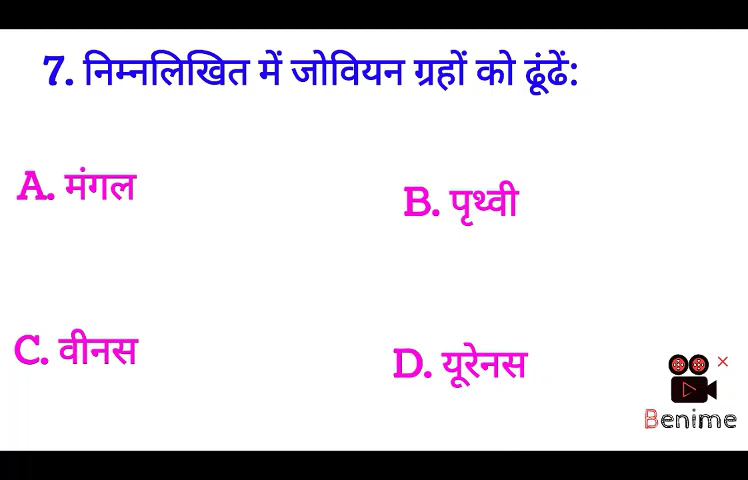 7. निम्नलिखित में जोवियन ग्रहों को ढूंढें:
A. मंगल
B. पृथ्वी
C. वीनस
D. यूरेनस
Benime